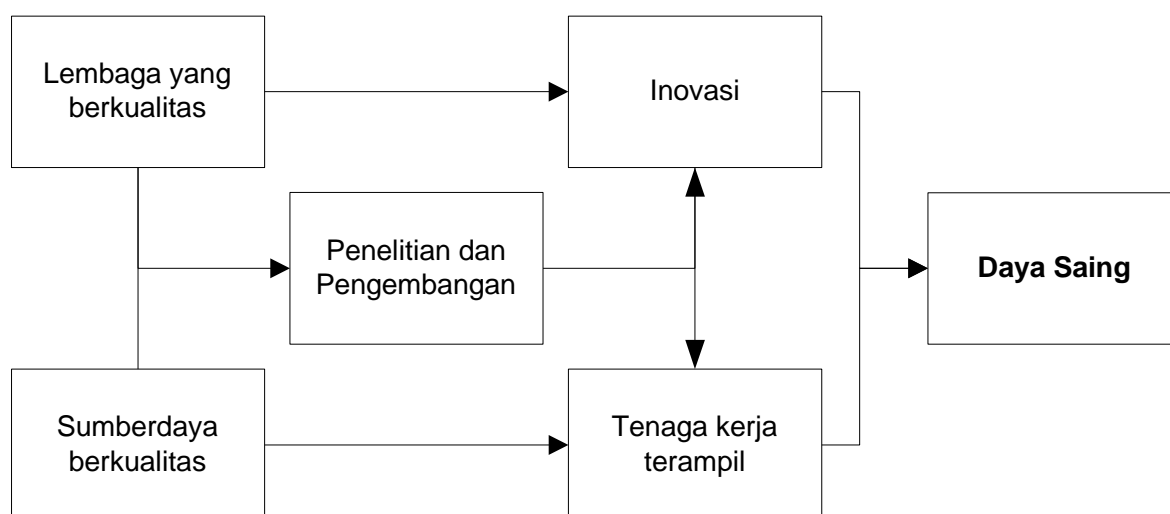 Lembaga yang
berkualitas
Inovasi
Penelitian dan
Pengembangan
Daya Saing
Sumberdaya
berkualitas
Tenaga kerja
terampil